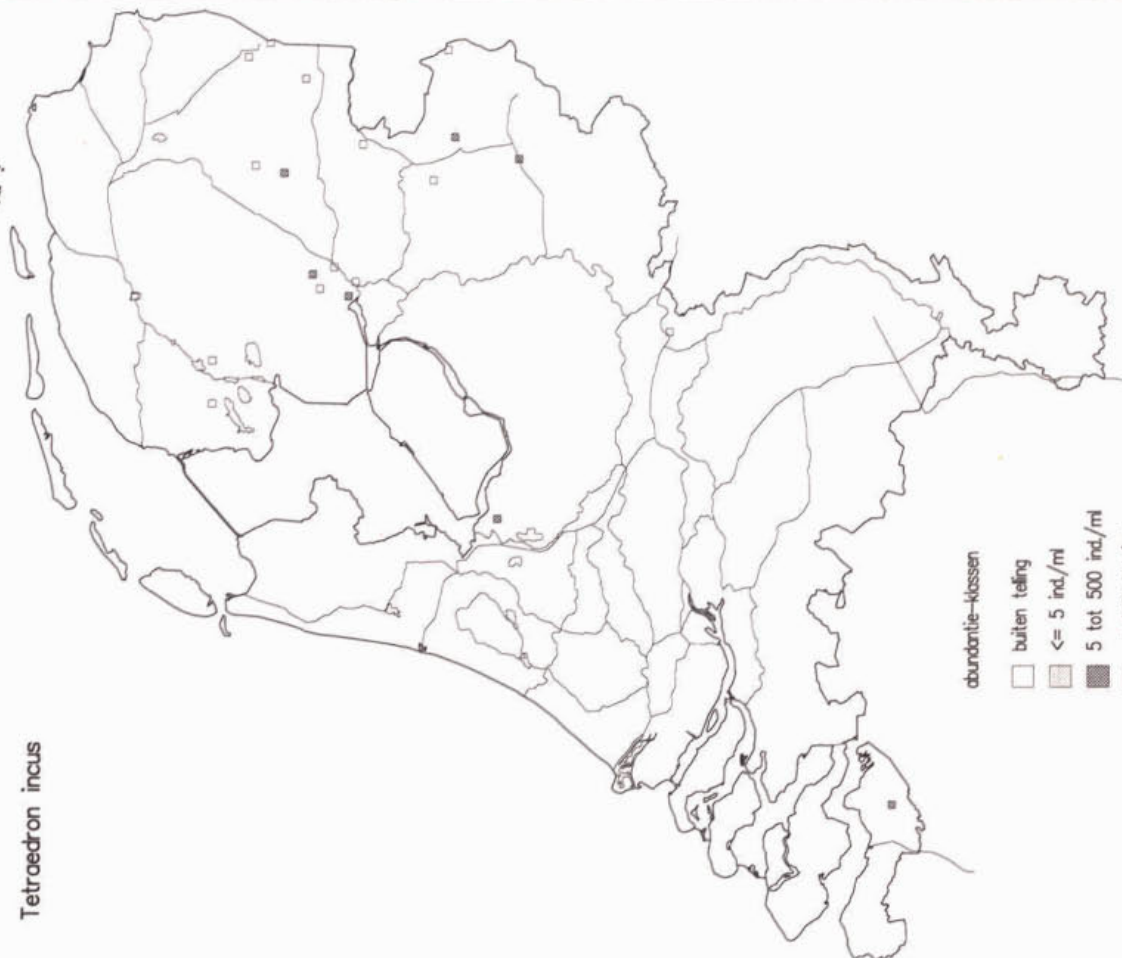 Tetraedron incus
abundantie-klassen
buiten telling
<= 5 ind./ml
5 tot 500 ind./ml